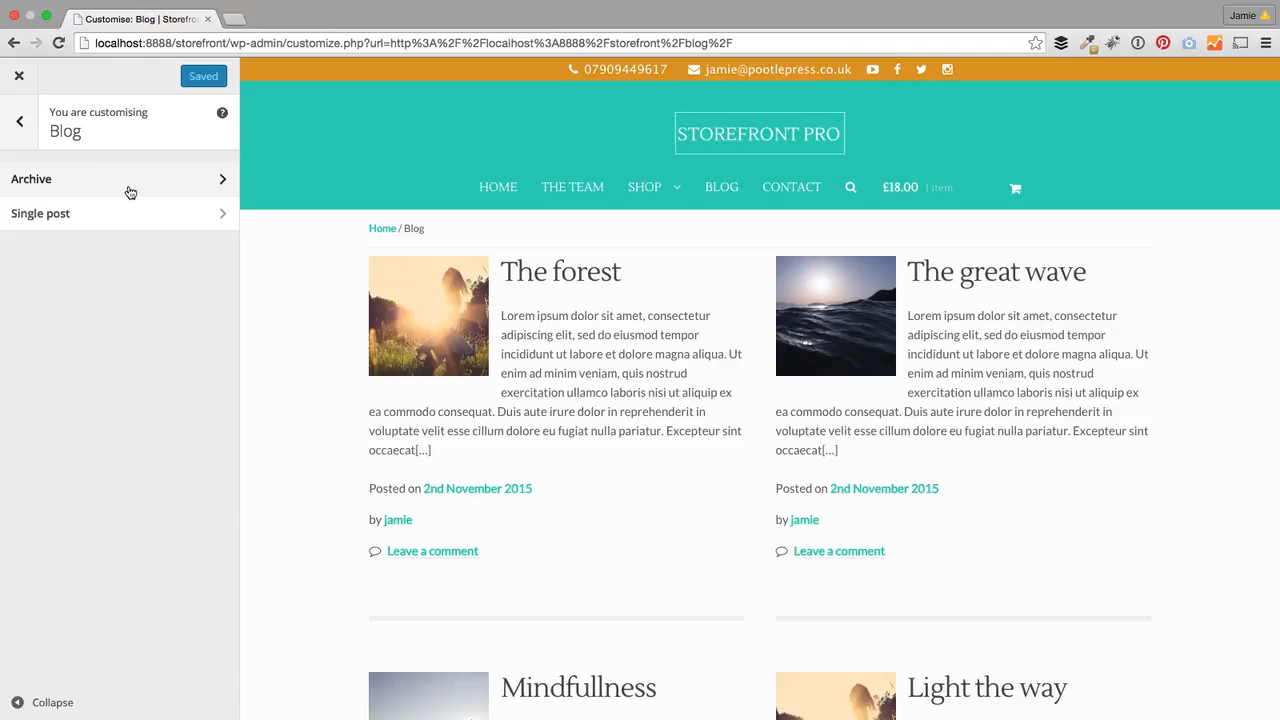 Customise: Blog | Storefro
Jamie
localhost:8888/storefront/wp-admin/customize.php?url=http%3A%2F%2Flocalhost%3A8888%2Fstorefront%2Fblog%2F
Saved
You are customising
Blog
Archive
Single post
Collapse
07909449617 jamie@pootlepress.co.uk
STOREFRONT PRO
HOME THE TEAM SHOP BLOG CONTACT £18.00 1 item
Home / Blog
The forest
Lorem ipsum dolor sit amet, consectetur
adipiscing elit, sed do eiusmod tempor
incididunt ut labore et dolore magna aliqua. Ut
enim ad minim veniam, quis nostrud
exercitation ullamco laboris nisi ut aliquip ex
ea commodo consequat. Duis aute irure dolor in reprehenderit in
voluptate velit esse cillum dolore eu fugiat nulla pariatur. Excepteur sint
occaecat[…]
Posted on 2nd November 2015
by jamie
Leave a comment
The great wave
Lorem ipsum dolor sit amet, consectetur
adipiscing elit, sed do eiusmod tempor
incididunt ut labore et dolore magna aliqua. Ut
enim ad minim veniam, quis nostrud
exercitation ullamco laboris nisi ut aliquip ex
ea commodo consequat. Duis aute irure dolor in reprehenderit in
voluptate velit esse cillum dolore eu fugiat nulla pariatur. Excepteur sint
occaecat[…]
Posted on 2nd November 2015
by jamie
Leave a comment
Mindfullness
Light the way